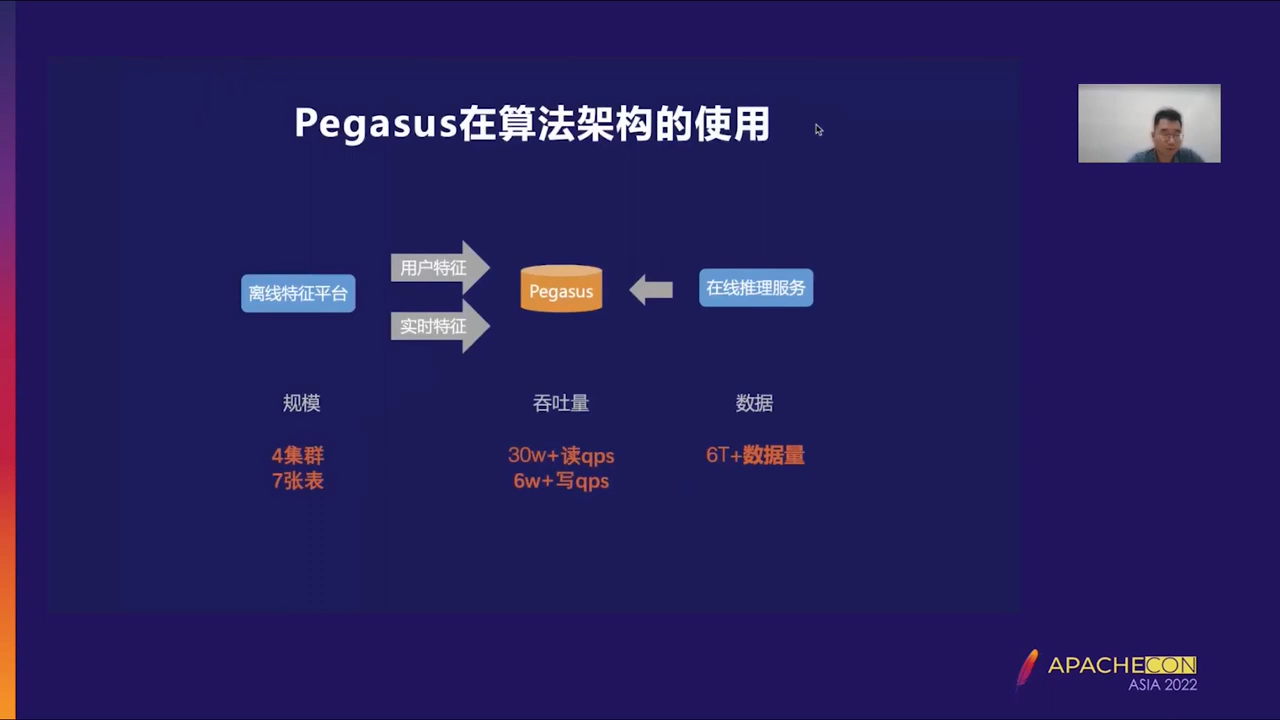 Pegasus在算法架构的使用
离线特征平台
用户特征
实时特征
Pegasus
在线推理服务
规模
吞吐量
数据
4集群
7张表
30w+读qps
6w+写qps
6T+数据量
APACHECON
ASIA 2022